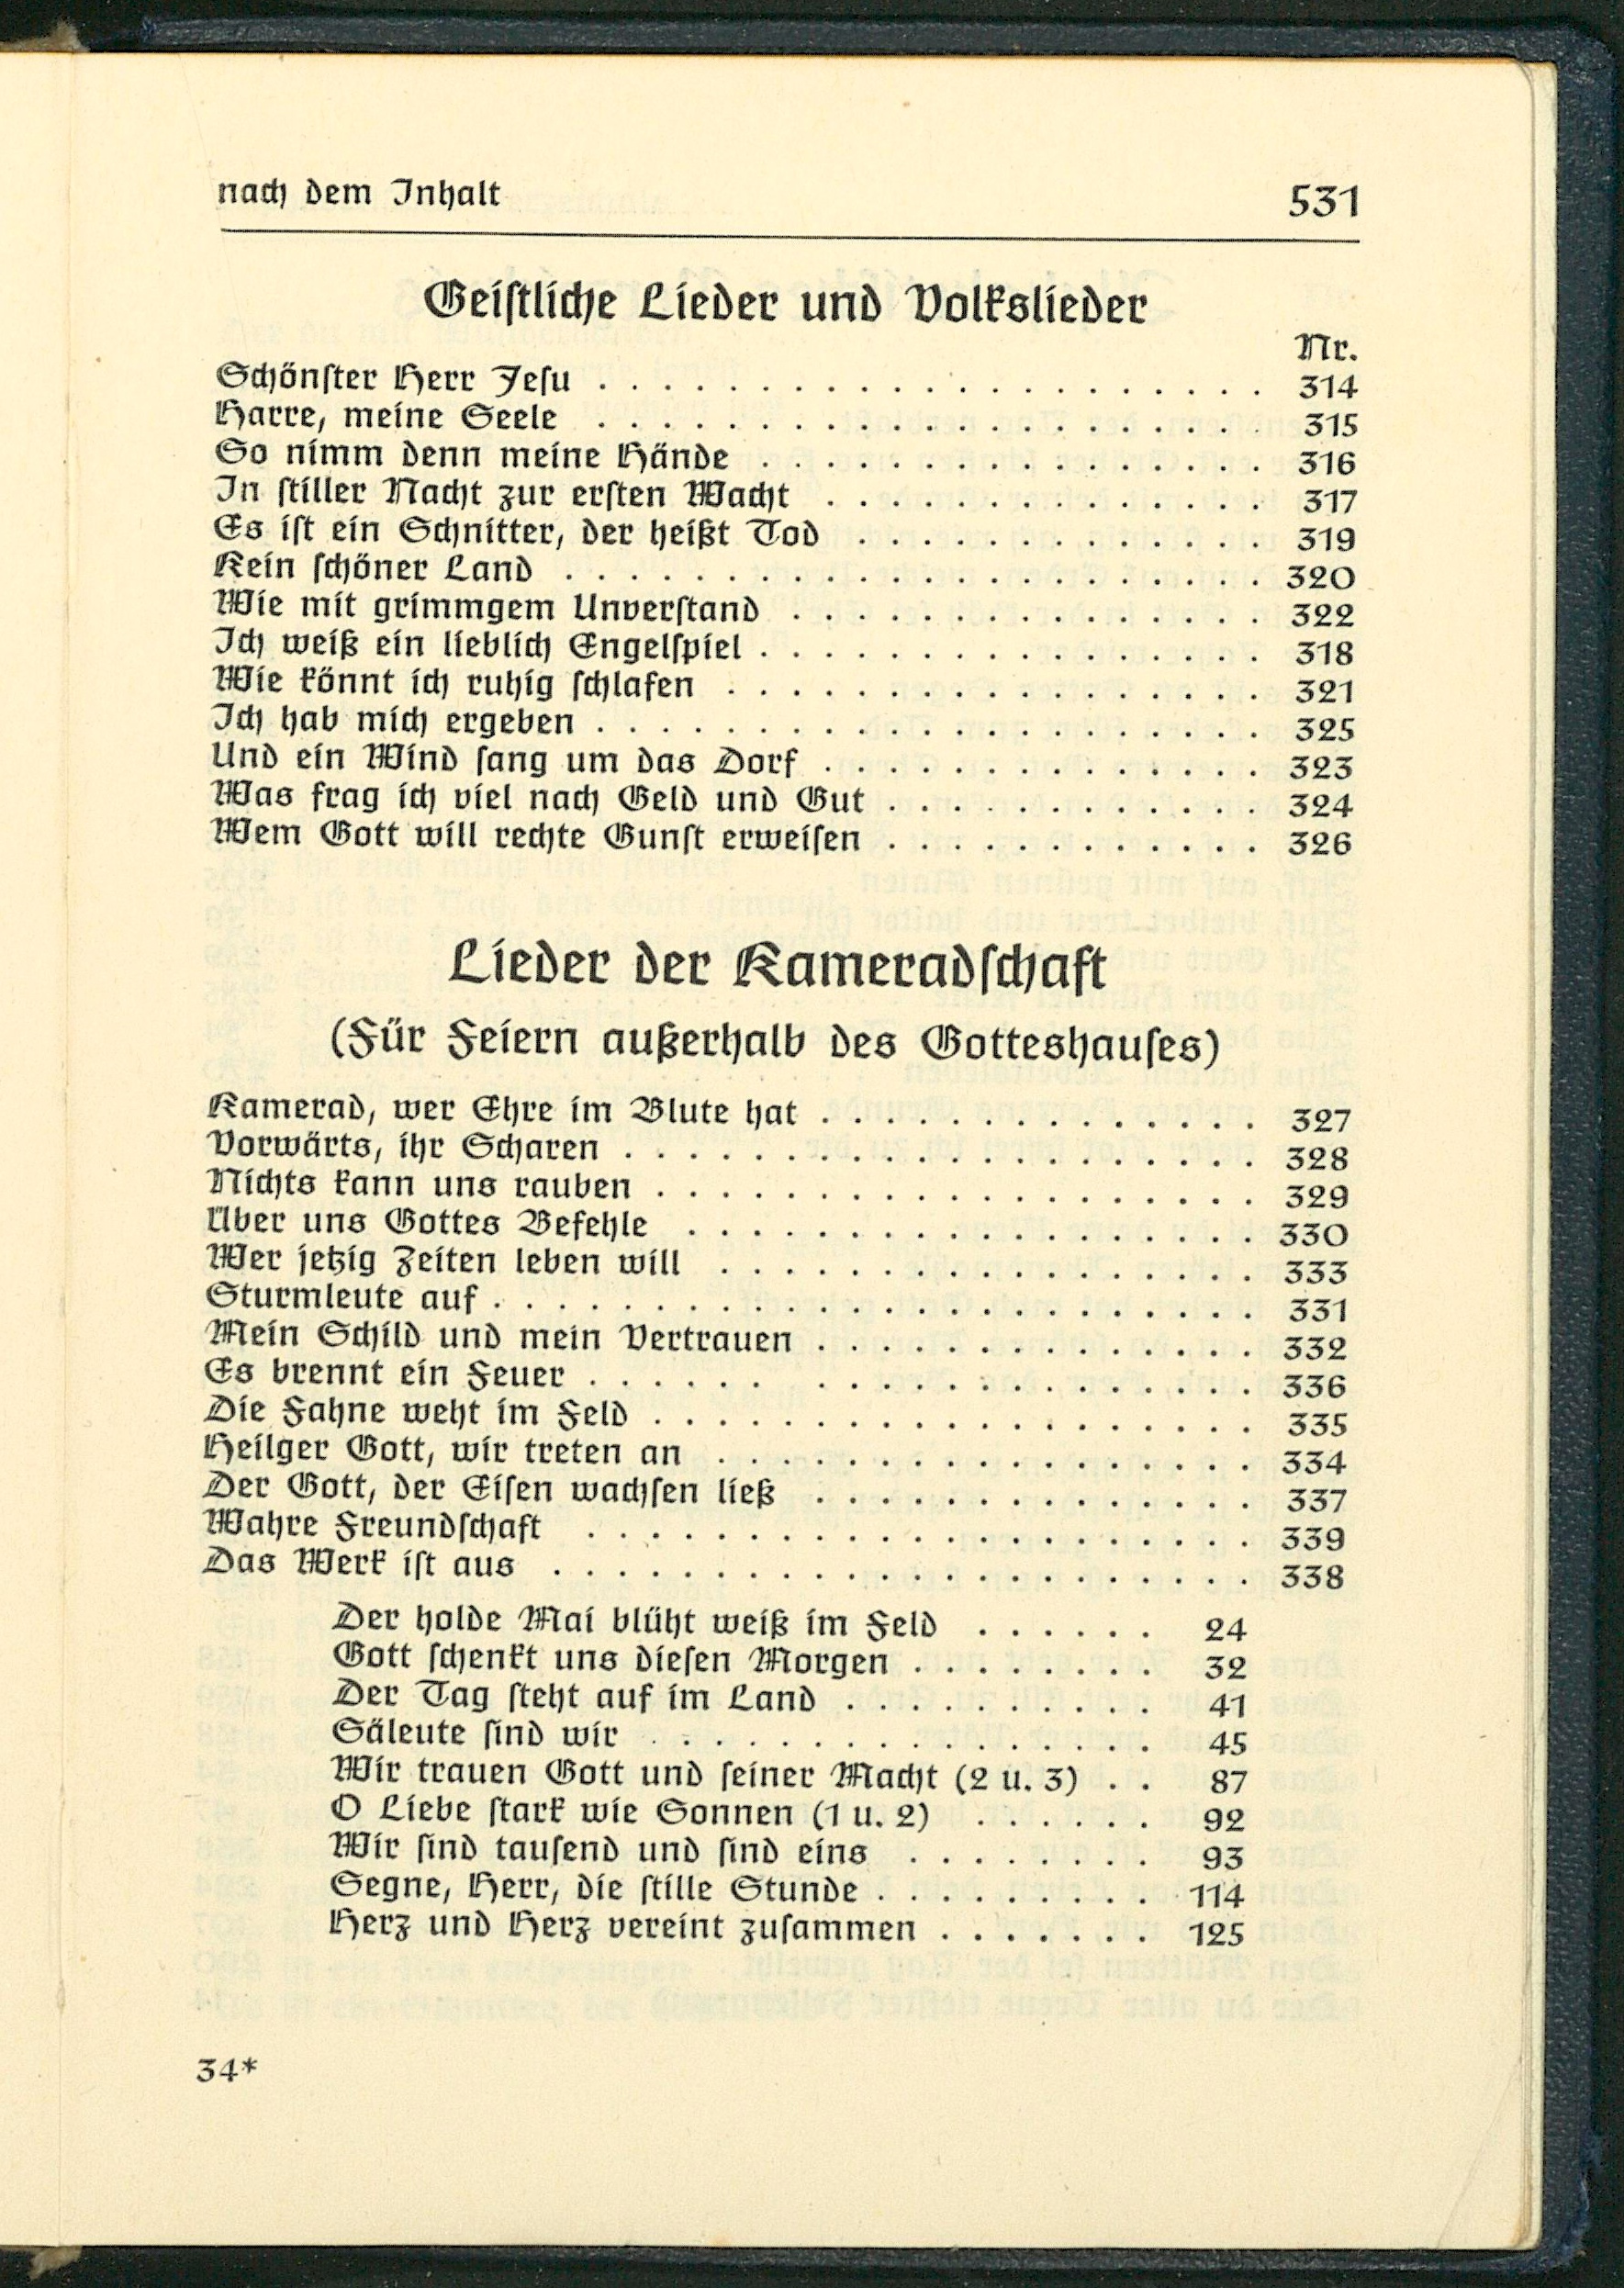 nach dem Inhalt 531
Geiſtliche Lieder und Volkslieder
Nr.
Schönſter Herr Jeſu . . . . . . . . . . . . . . . . . . . . . 314
Harre, meine Seele . . . . . . . . . . . . . . . . . . . . . 315
So nimm denn meine Hände . . . . . . . . . . . . . . . . 316
In ſtiller Nacht zur erſten Wacht . . . . . . . . . . . . . . 317
Es iſt ein Schnitter, der heißt Tod . . . . . . . . . . . . . 319
Kein ſchöner Land . . . . . . . . . . . . . . . . . . . . . . 320
Wie mit grimmgem Unverſtand . . . . . . . . . . . . . . . 322
Ich weiß ein lieblich Engelſpiel . . . . . . . . . . . . . . . . 318
Wie könnt ich ruhig ſchlafen . . . . . . . . . . . . . . . . . 321
Ich hab mich ergeben . . . . . . . . . . . . . . . . . . . . . 325
Und ein Wind ſang um das Dorf . . . . . . . . . . . . . . 323
Was frag ich viel nach Geld und Gut . . . . . . . . . . . . 324
Wem Gott will rechte Gunſt erweiſen . . . . . . . . . . . . 326
Lieder der Kameradſchaft
(Für Feiern außerhalb des Gotteshauſes)
Kamerad, wer Ehre im Blute hat . . . . . . . . . . . . . . 327
Vorwärts, ihr Scharen . . . . . . . . . . . . . . . . . . . . 328
Nichts kann uns rauben . . . . . . . . . . . . . . . . . . . 329
Über uns Gottes Befehle . . . . . . . . . . . . . . . . . . 330
Wer jetzig Zeiten leben will . . . . . . . . . . . . . . . . . 333
Sturmleute auf . . . . . . . . . . . . . . . . . . . . . . . . 331
Mein Schild und mein Vertrauen . . . . . . . . . . . . . . 332
Es brennt ein Feuer . . . . . . . . . . . . . . . . . . . . 336
Die Fahne weht im Feld . . . . . . . . . . . . . . . . . . . 335
Heilger Gott, wir treten an . . . . . . . . . . . . . . . . . 334
Der Gott, der Eiſen wachſen ließ . . . . . . . . . . . . . . 337
Wahre Freundſchaft . . . . . . . . . . . . . . . . . . . . . 339
Das Werk iſt aus . . . . . . . . . . . . . . . . . . . . . . 338
Der holde Mai blüht weiß im Feld . . . . . . 24
Gott ſchenkt uns dieſen Morgen . . . . . . . . 32
Der Tag ſteht auf im Land . . . . . . . . . . 41
Säleute ſind wir . . . . . . . . . . . . . . . . 45
Wir trauen Gott und ſeiner Macht (2 u. 3) . . 87
O Liebe ſtark wie Sonnen (1 u. 2) . . . . . . 92
Wir ſind tauſend und ſind eins . . . . . . . . 93
Segne, Herr, die ſtille Stunde . . . . . . . . . 114
Herz und Herz vereint zuſammen . . . . . . . 125
34*